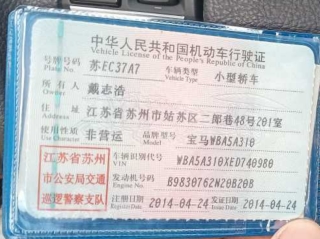 中华人民共和国机动车行驶证
Vehicle License of the People's Republic of China
号牌号码 苏EC37A7 车辆类型 小型轿车
Plate No. Vehicle Type
所有人 戴志浩
Owner
住址 江苏省苏州市姑苏区二郎巷48号201室
使用性质 非营运 品牌型号 宝马WBA5A310
江苏省苏州
市公安局交通
巡逻警察支队
车辆识别代号 WBA5A310XED740980
VIN
发动机号码 B9830762N20B20B
Engine No.
注册日期 2014-04-24 发证日期 2014-04-24
Register Date Issue Date